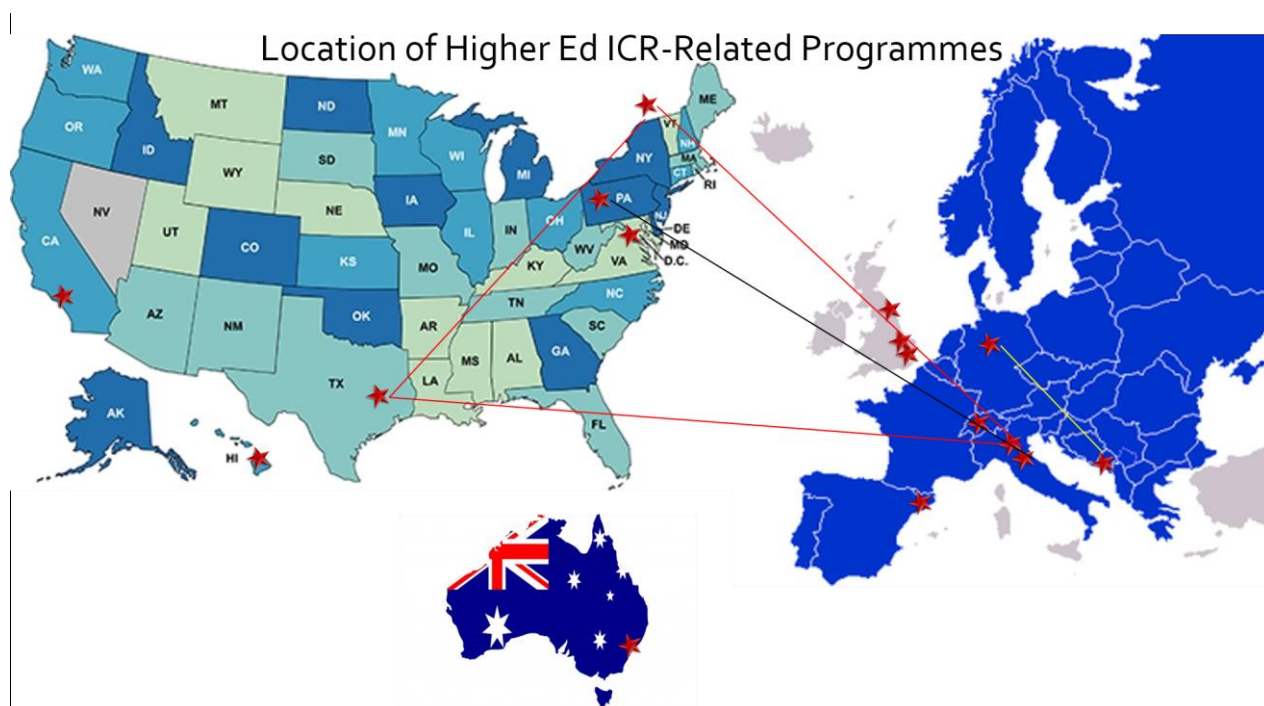 Location of Higher Ed ICR-Related Programmes
WA
MT
ND
MN
ME
VT
OR
ID
WY
SD
WI
MI
NY
NH
MA
CT
RI
NV
NE
IA
PA
NJ
CA
UT
CO
IL
IN
OH
DE
MD
D.C.
WV
VA
KS
MO
KY
AZ
NM
OK
AR
TN
NC
SC
TX
LA
MS
AL
GA
FL
AK
HI